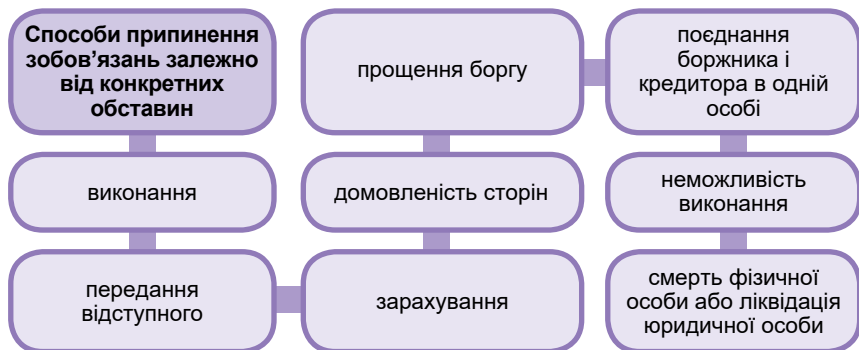 Способи припинення
зобов’язань залежно
від конкретних
обставин
виконання
передання
відступного
зарахування
домовленість сторін
прощення боргу
поєднання
боржника і
кредитора в одній
особі
неможливість
виконання
смерть фізичної
особи або ліквідація
юридичної особи